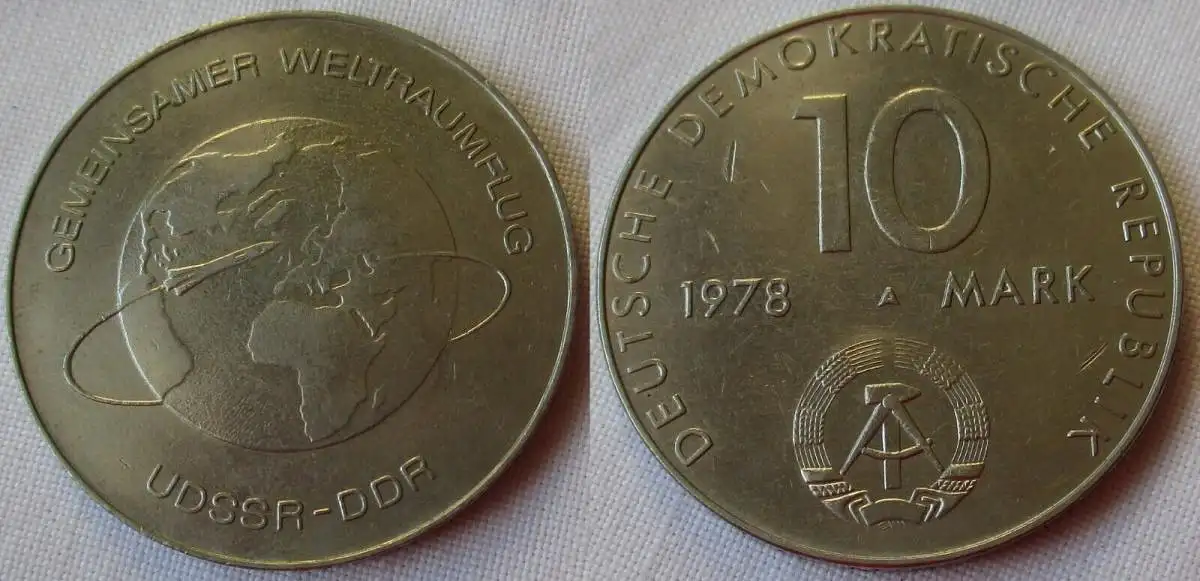 GEMEINSAMER WELTRAUMFLUG
UDSSR-DDR
DEUTSCHE DEMOKRATISCHE REPUBLIK
10
1978 A MARK